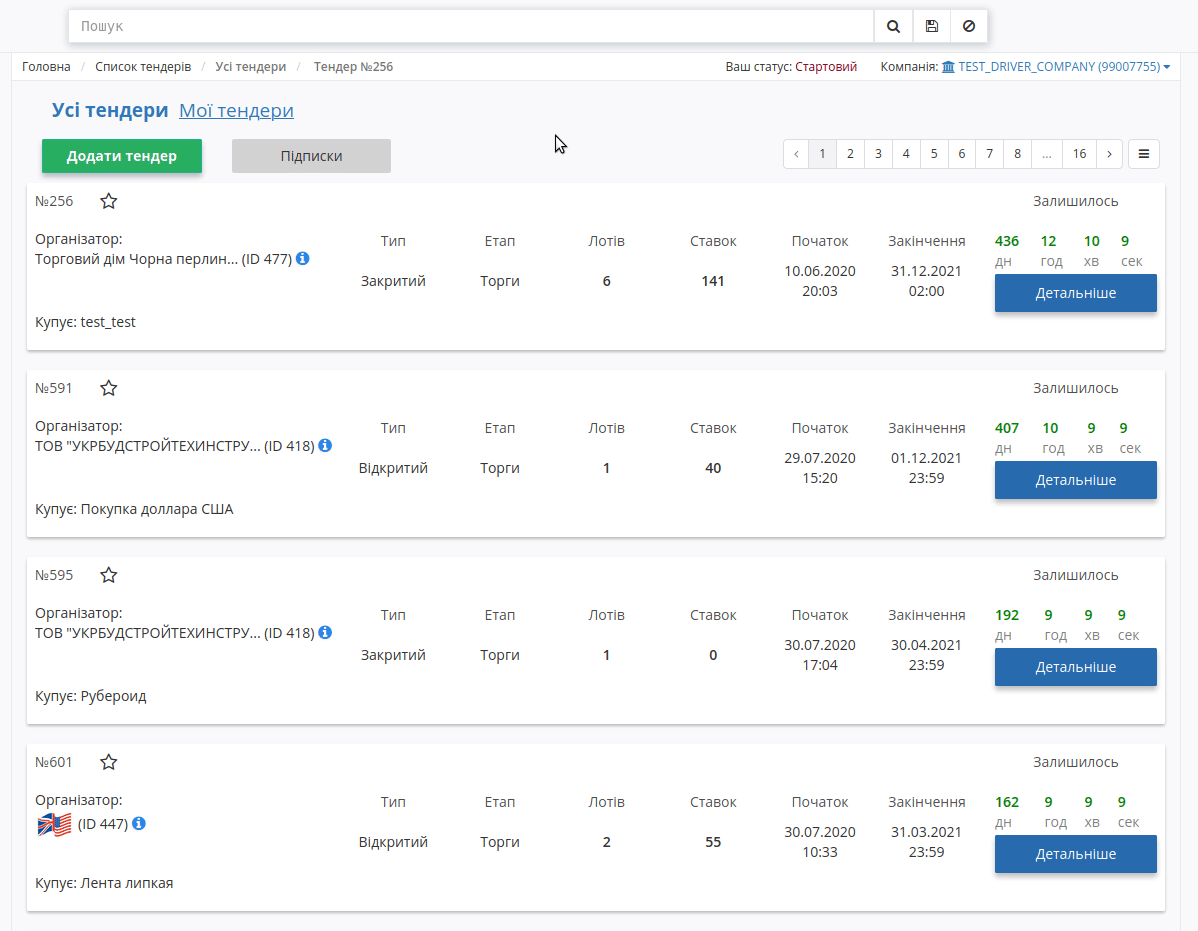 Пошук
Головна / Список тендерів / Усі тендери / Тендер №256
Ваш статус: Стартовий Компанія: TEST_DRIVER_COMPANY (99007755)
Усі тендери Мої тендери
Додати тендер Підписки
‹ 1 2 3 4 5 6 7 8 ... 16 ›
№256 Залишилось
Організатор: Тип Етап Лотів Ставок Початок Закінчення 436 12 10 9
Торговий дім Чорна перлин... (ID 477) дн год хв сек
Закритий Торги 6 141 10.06.2020 20:03 31.12.2021 02:00
Детальніше
Купує: test_test
№591 Залишилось
Організатор: Тип Етап Лотів Ставок Початок Закінчення 407 10 9 9
ТОВ "УКРБУДСТРОЙТЕХИНСТРУ... (ID 418) дн год хв сек
Відкритий Торги 1 40 29.07.2020 15:20 01.12.2021 23:59
Детальніше
Купує: Покупка доллара США
№595 Залишилось
Організатор: Тип Етап Лотів Ставок Початок Закінчення 192 9 9 9
ТОВ "УКРБУДСТРОЙТЕХИНСТРУ... (ID 418) дн год хв сек
Закритий Торги 1 0 30.07.2020 17:04 30.04.2021 23:59
Детальніше
Купує: Рубероид
№601 Залишилось
Організатор: Тип Етап Лотів Ставок Початок Закінчення 162 9 9 9
(ID 447) дн год хв сек
Відкритий Торги 2 55 30.07.2020 10:33 31.03.2021 23:59
Детальніше
Купує: Лента липкая